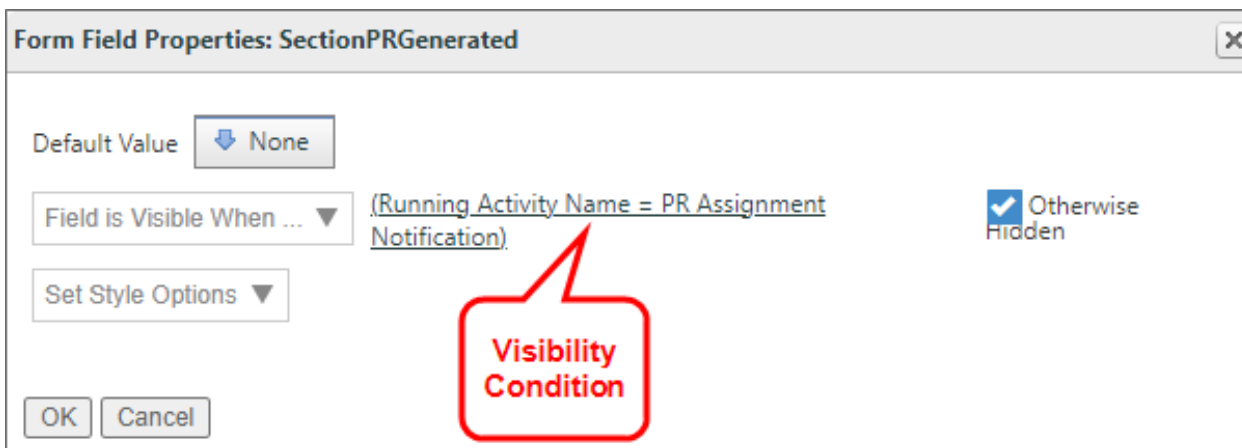 Form Field Properties: SectionPRGenerated
Default Value
None
Field is Visible When ...
(Running Activity Name = PR Assignment
Notification)
Otherwise
Hidden
Set Style Options
Visibility
Condition
OK
Cancel